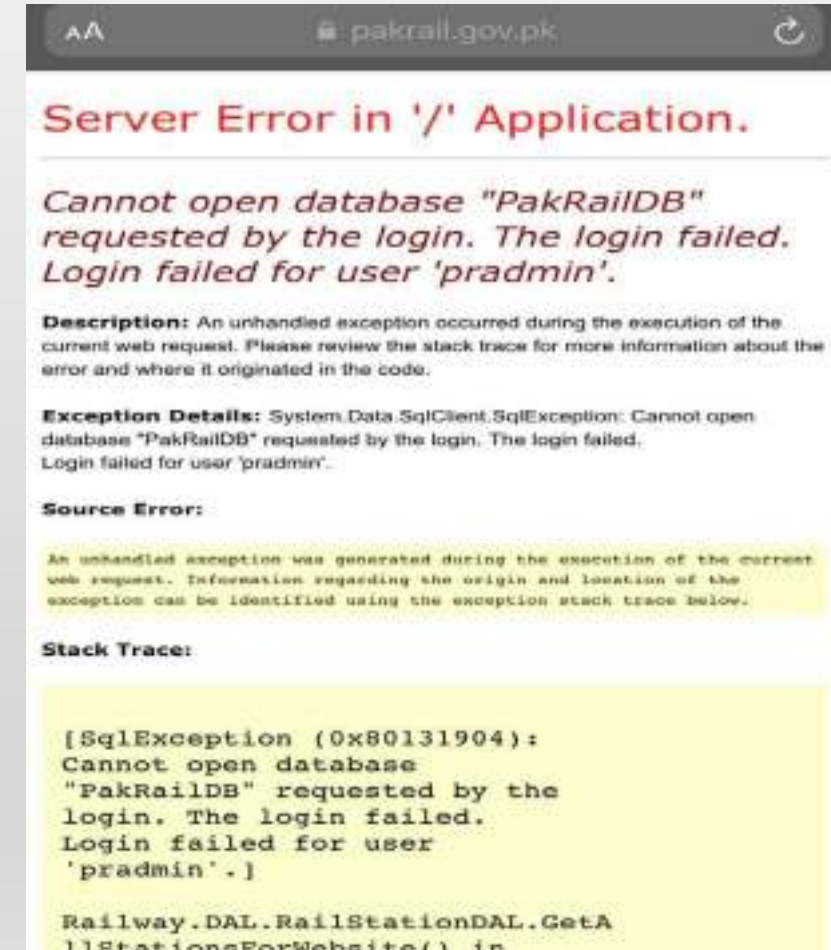 AA pakrail.gov.pk
Server Error in '/' Application.
Cannot open database "PakRailDB"
requested by the login. The login failed.
Login failed for user 'pradmin'.
Description: An unhandled exception occurred during the execution of the
current web request. Please review the stack trace for more information about the
error and where it originated in the code.
Exception Details: System.Data.SqlClient.SqlException: Cannot open
database "PakRailDB" requested by the login. The login failed.
Login failed for user 'pradmin'.
Source Error:
An unhandled exception was generated during the execution of the current
web request. Information regarding the origin and location of the
exception can be identified using the exception stack trace below.
Stack Trace:
[SqlException (0x80131904):
Cannot open database
"PakRailDB" requested by the
login. The login failed.
Login failed for user
'pradmin'.]
Railway.DAL.RailStationDAL.GetA
llStationsForWebsite() in